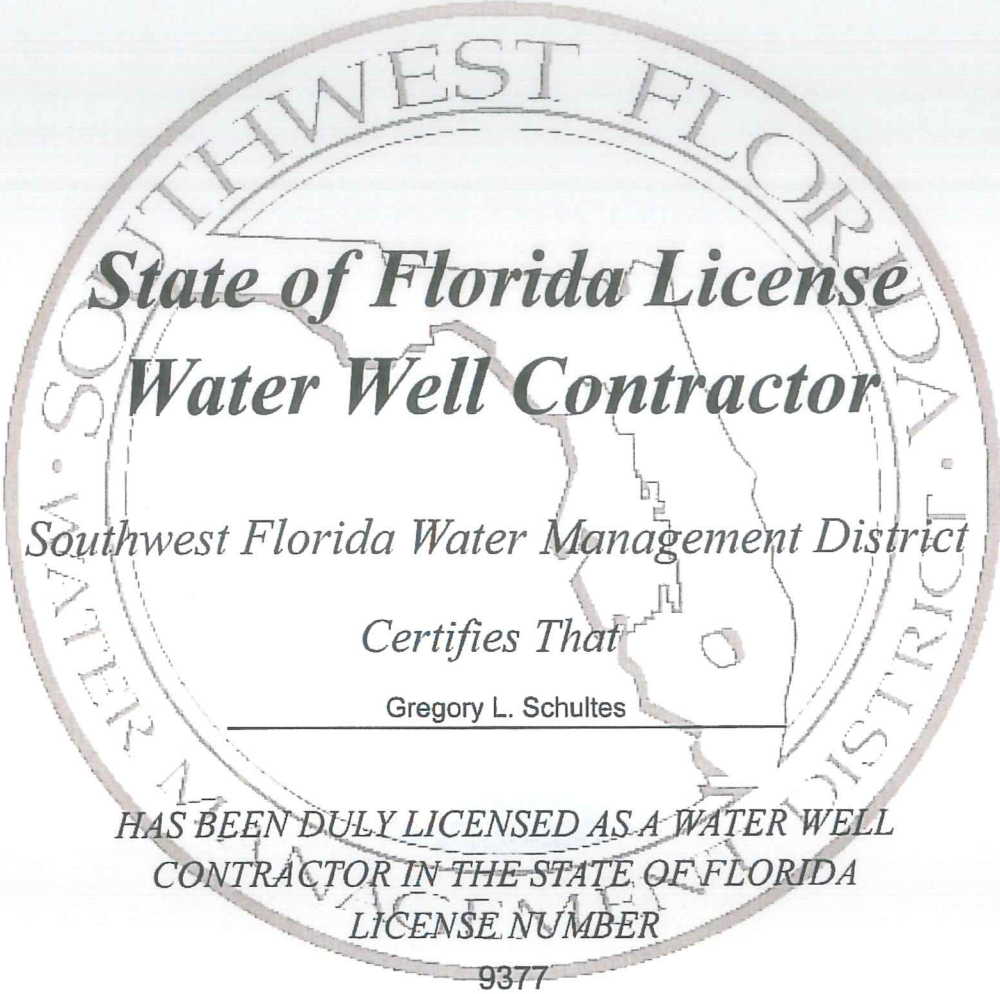 SOUTHWEST FLORIDA
State of Florida License
Water Well Contractor
Southwest Florida Water Management District
Certifies That
Gregory L. Schultes
HAS BEEN DULY LICENSED AS A WATER WELL
CONTRACTOR IN THE STATE OF FLORIDA
LICENSE NUMBER
9377
· WATER MANAGEMENT DISTRICT ·